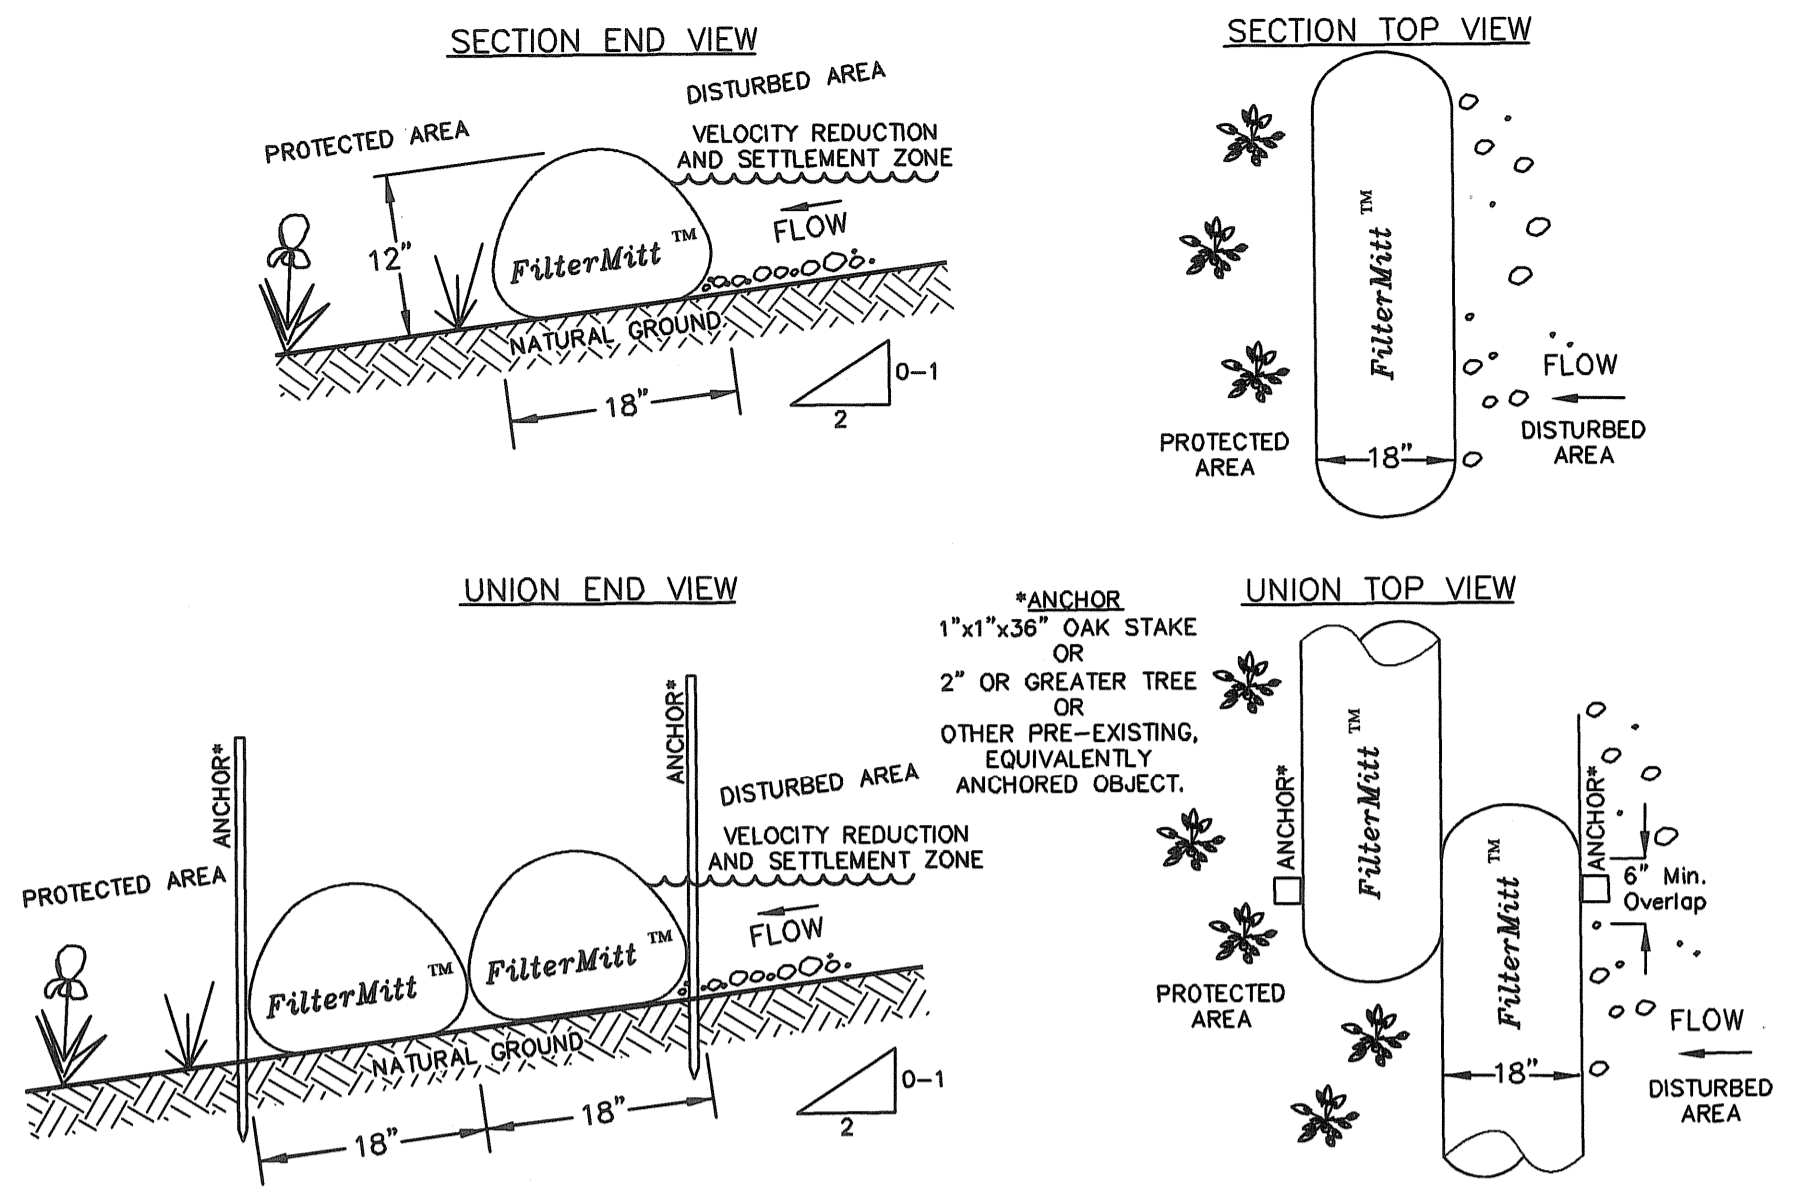 SECTION END VIEW
DISTURBED AREA
PROTECTED AREA
VELOCITY REDUCTION
AND SETTLEMENT ZONE
FLOW
12"
FilterMitt ™
NATURAL GROUND
18"
0-1
2
SECTION TOP VIEW
FilterMitt ™
FLOW
DISTURBED
AREA
PROTECTED
AREA
18"
UNION END VIEW
ANCHOR*
ANCHOR*
DISTURBED AREA
VELOCITY REDUCTION
AND SETTLEMENT ZONE
PROTECTED AREA
FLOW
FilterMitt ™
FilterMitt ™
NATURAL GROUND
18"
18"
0-1
2
*ANCHOR
1"x1"x36" OAK STAKE
OR
2" OR GREATER TREE
OR
OTHER PRE-EXISTING,
EQUIVALENTLY
ANCHORED OBJECT.
UNION TOP VIEW
ANCHOR*
FilterMitt ™
FilterMitt ™
ANCHOR*
6" Min.
Overlap
PROTECTED
AREA
FLOW
18"
DISTURBED
AREA